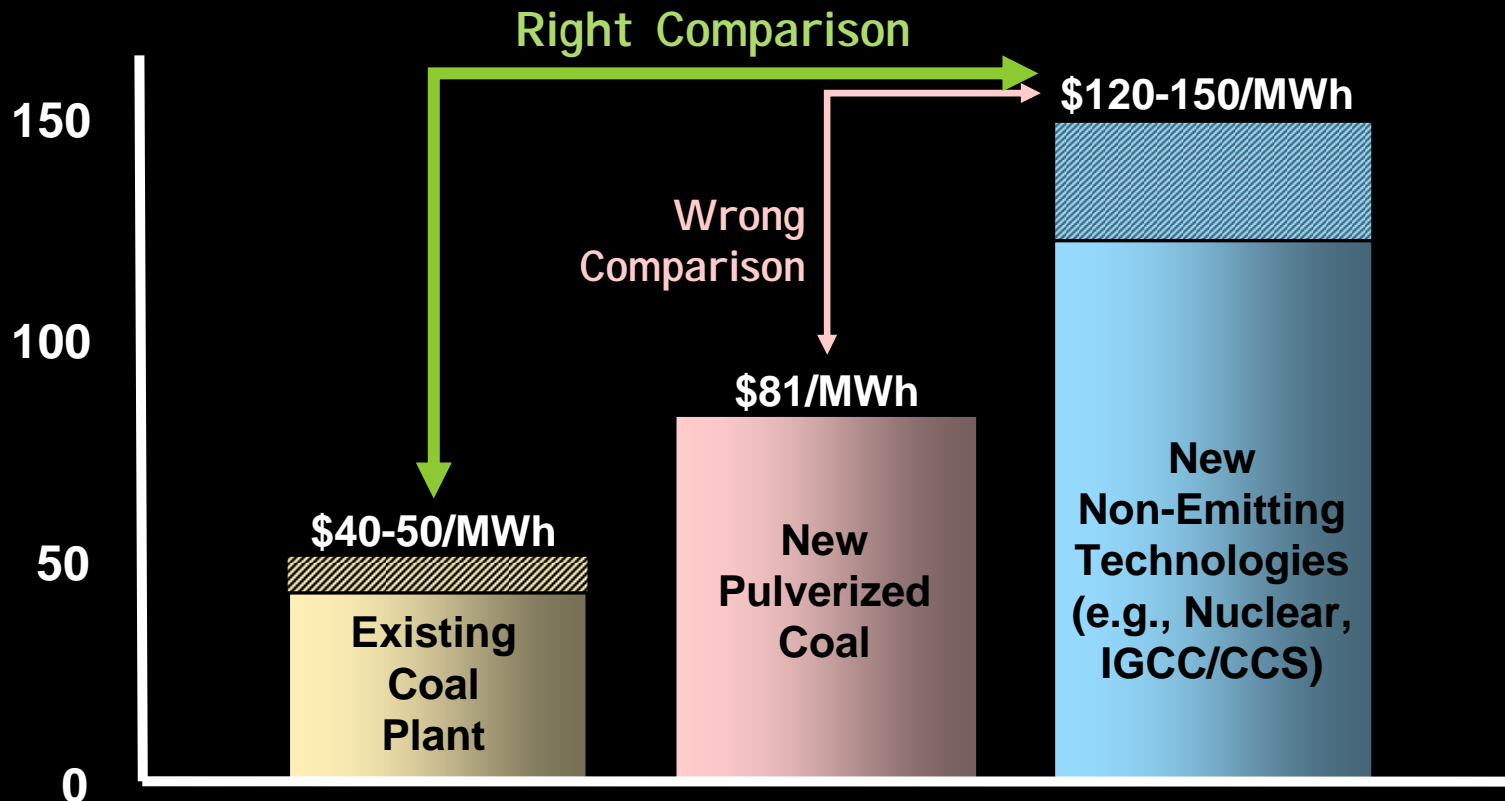 Right Comparison
150
$120-150/MWh
Wrong
Comparison
100
$81/MWh
50
$40-50/MWh
Existing
Coal
Plant
New
Pulverized
Coal
New
Non-Emitting
Technologies
(e.g., Nuclear,
IGCC/CCS)
0